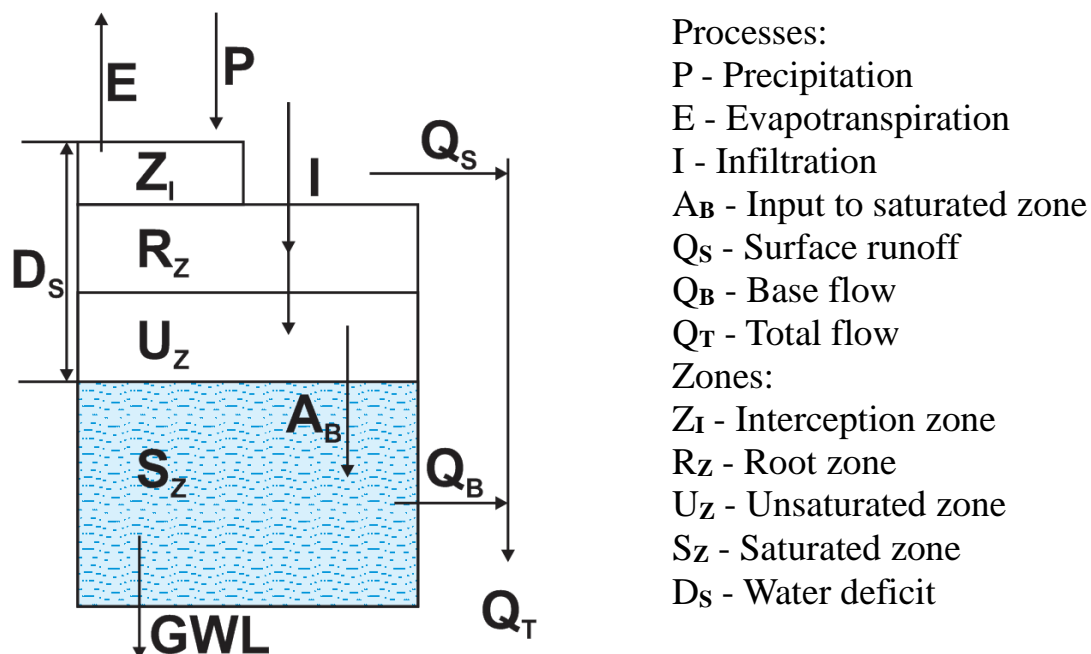 E
P
Z_I
I
Q_S
R_Z
D_S
U_Z
A_B
S_Z
Q_B
Q_T
GWL
Processes:
P - Precipitation
E - Evapotranspiration
I - Infiltration
A_B - Input to saturated zone
Q_S - Surface runoff
Q_B - Base flow
Q_T - Total flow
Zones:
Z_I - Interception zone
R_Z - Root zone
U_Z - Unsaturated zone
S_Z - Saturated zone
D_S - Water deficit